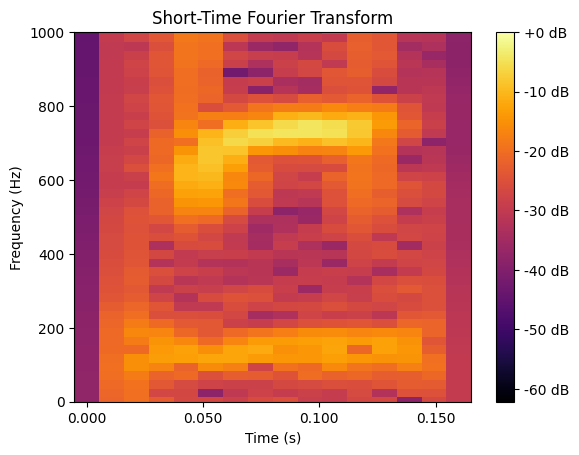 Short-Time Fourier Transform
1000
800
600
400
200
0
Frequency (Hz)
0.000
0.050
0.100
0.150
Time (s)
+0 dB
-10 dB
-20 dB
-30 dB
-40 dB
-50 dB
-60 dB